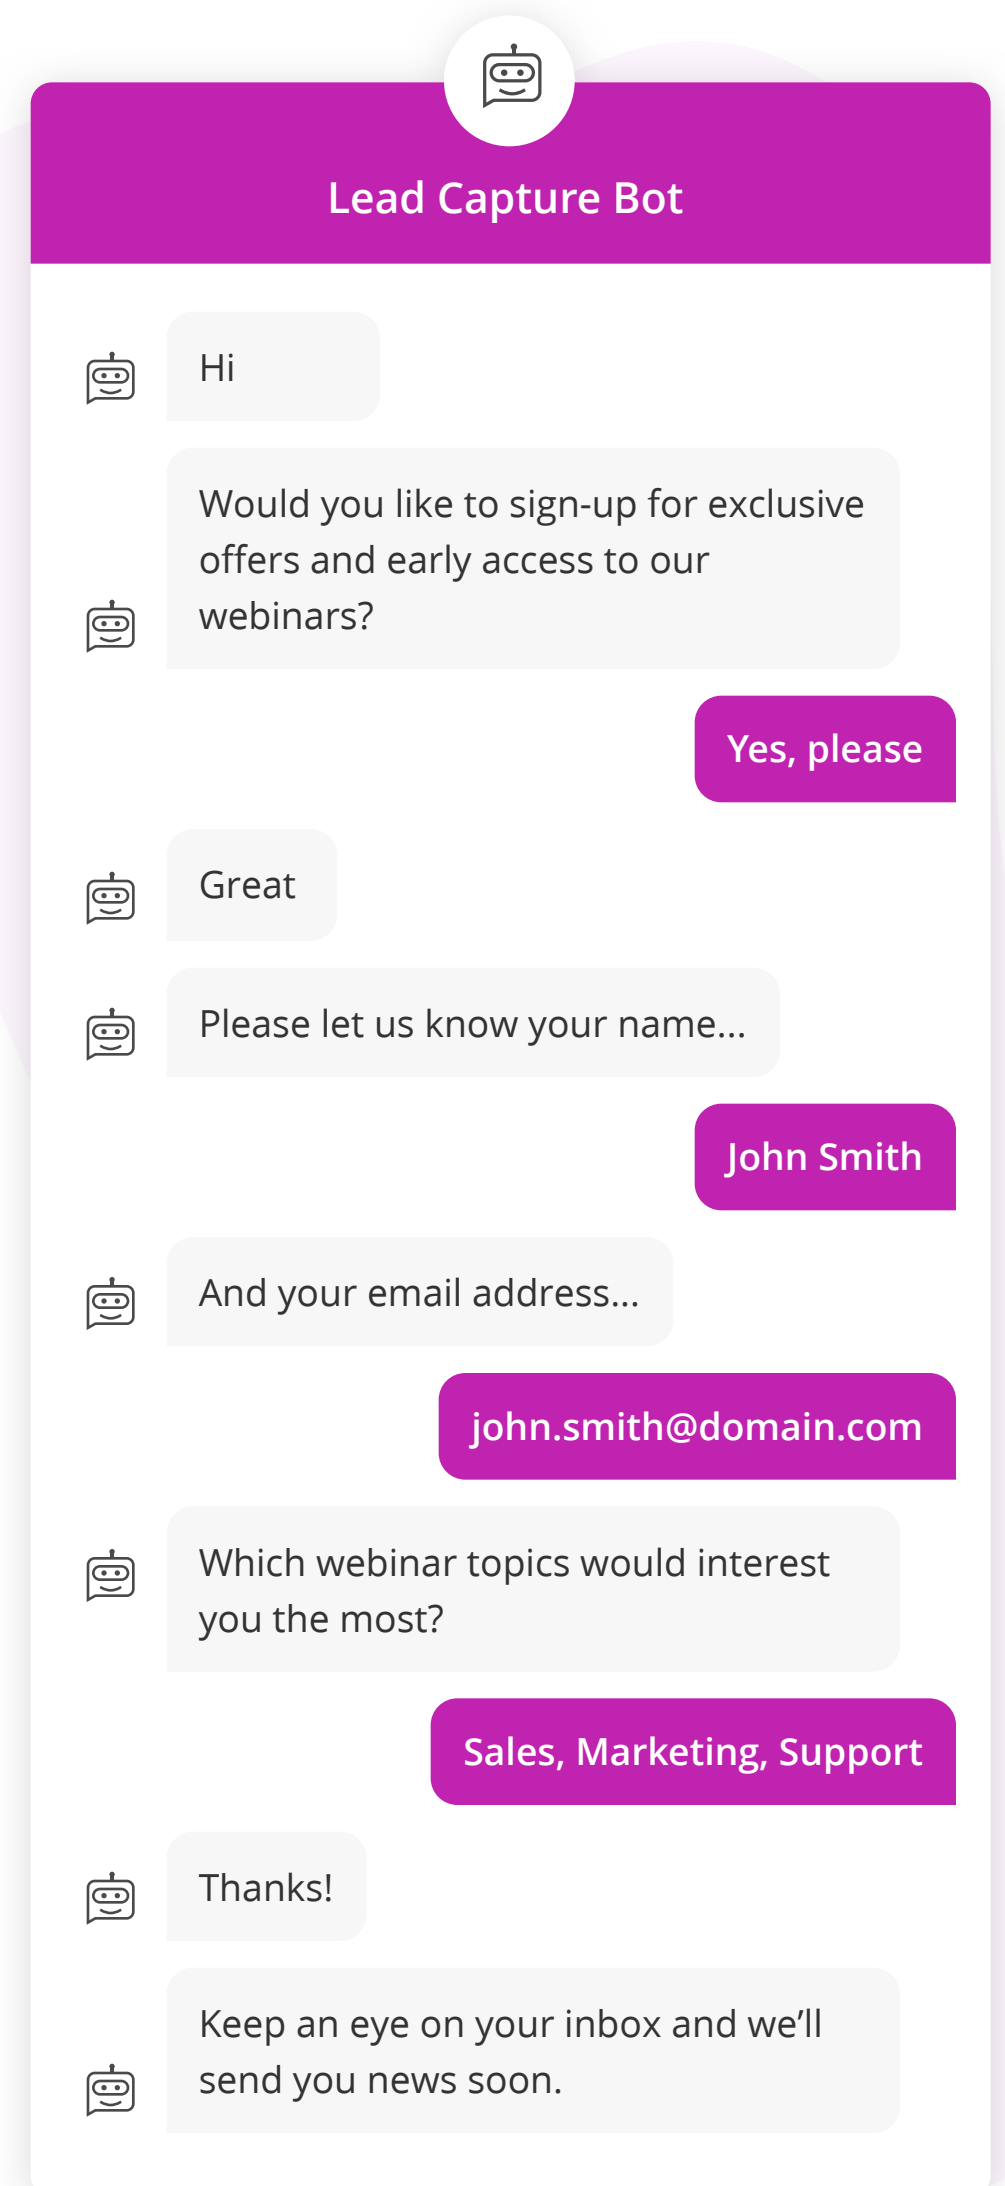 Lead Capture Bot
Hi
Would you like to sign-up for exclusive
offers and early access to our
webinars?
Yes, please
Great
Please let us know your name...
John Smith
And your email address...
john.smith@domain.com
Which webinar topics would interest
you the most?
Sales, Marketing, Support
Thanks!
Keep an eye on your inbox and we’ll
send you news soon.